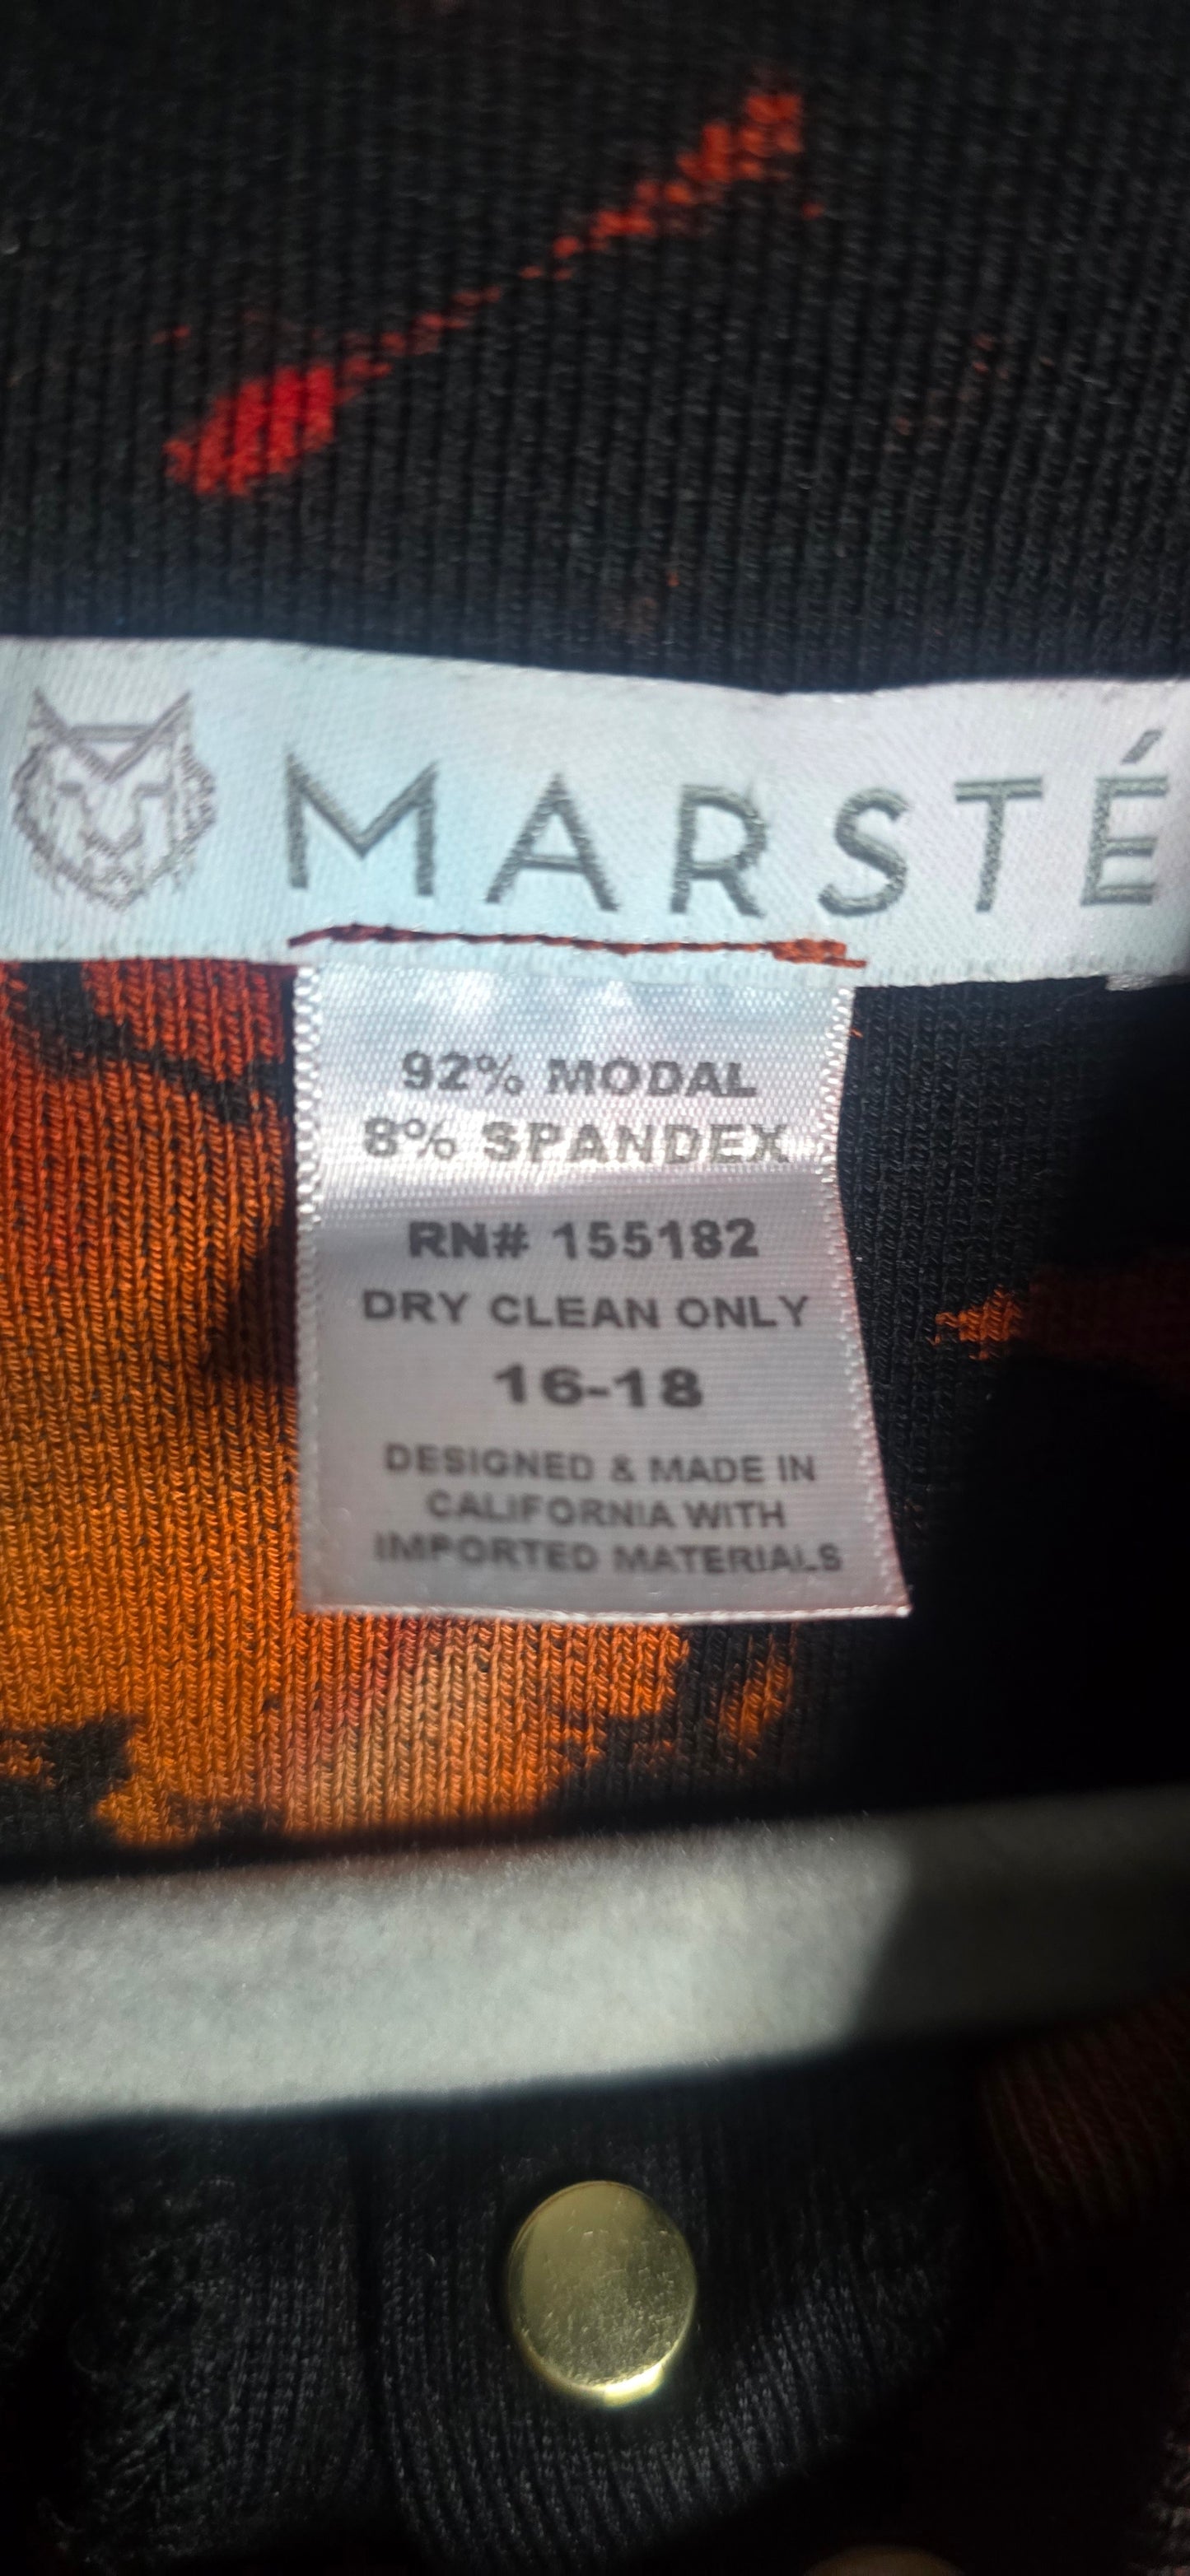 MARSTÉ
92% MODAL
8% SPANDEX
RN# 155182
DRY CLEAN ONLY
16-18
DESIGNED & MADE IN
CALIFORNIA WITH
IMPORTED MATERIALS